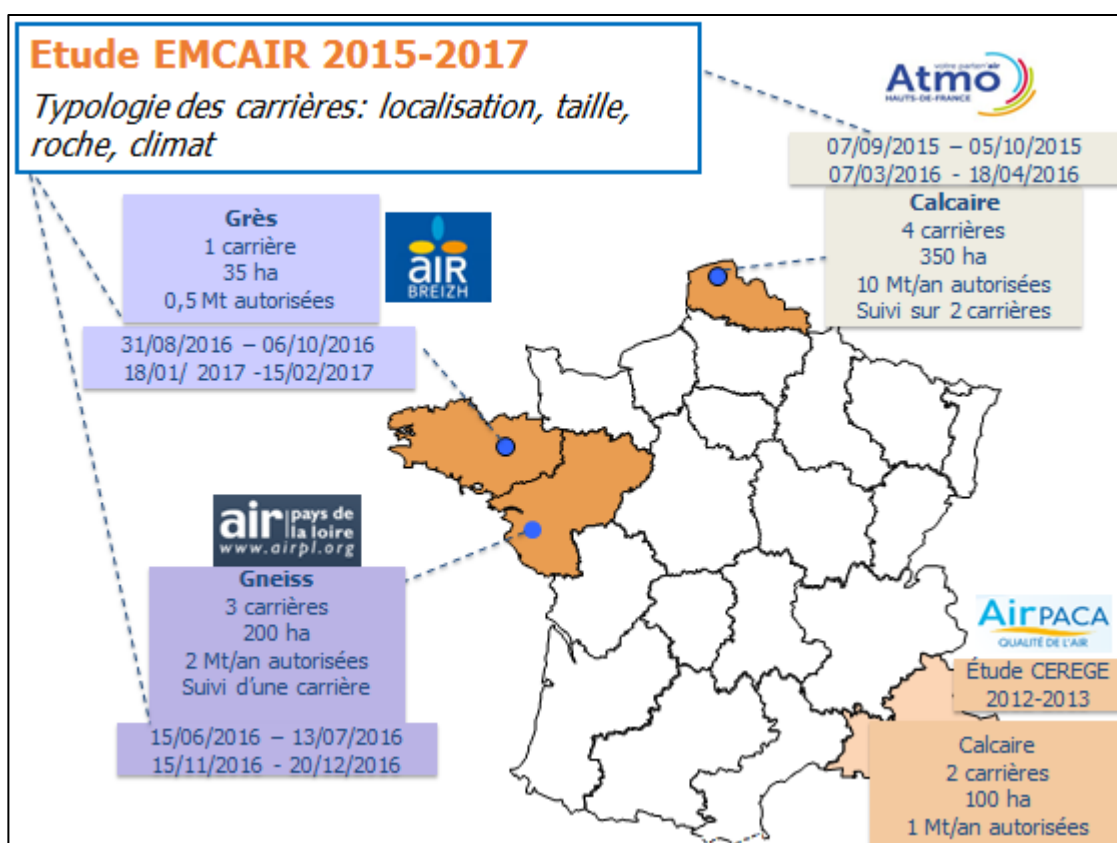 Etude EMCAIR 2015-2017
Typologie des carrières: localisation, taille,
roche, climat
votre parten'air
Atmo
HAUTS-DE-FRANCE
07/09/2015 – 05/10/2015
07/03/2016 - 18/04/2016
Calcaire
4 carrières
350 ha
10 Mt/an autorisées
Suivi sur 2 carrières
Grès
1 carrière
35 ha
0,5 Mt autorisées
aiR
BREIZH
31/08/2016 – 06/10/2016
18/01/ 2017 -15/02/2017
air pays de
la loire
www.airpl.org
Gneiss
3 carrières
200 ha
2 Mt/an autorisées
Suivi d'une carrière
15/06/2016 – 13/07/2016
15/11/2016 - 20/12/2016
AirPACA
QUALITÉ DE L'AIR
Étude CEREGE
2012-2013
Calcaire
2 carrières
100 ha
1 Mt/an autorisées